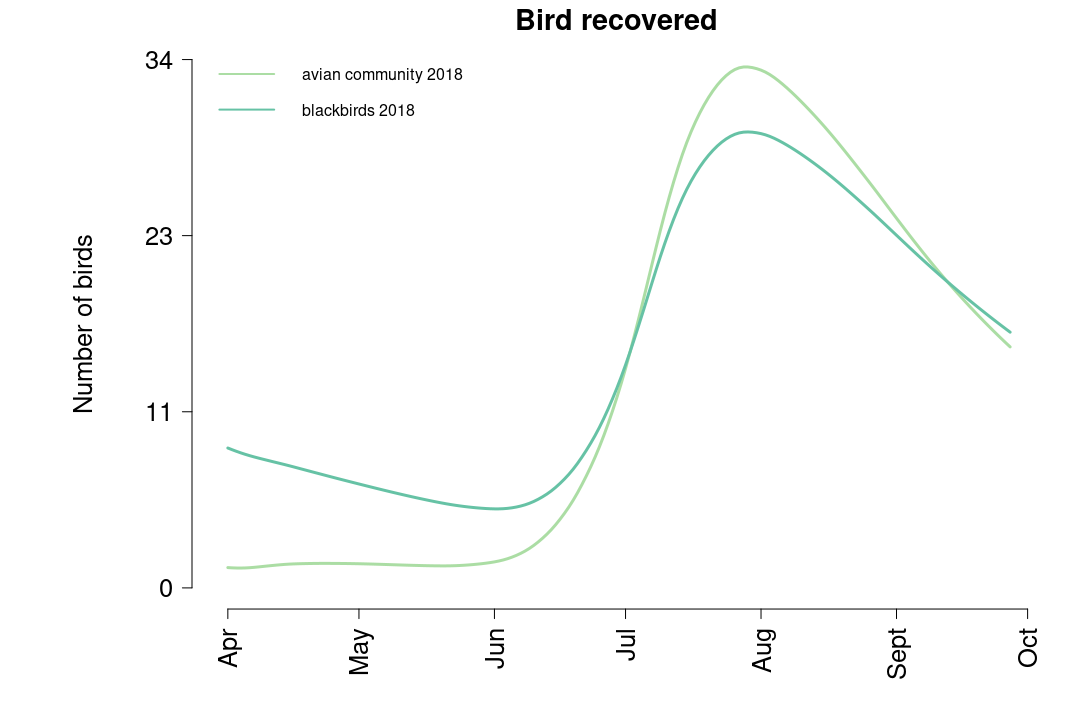 Bird recovered
34
avian community 2018
blackbirds 2018
23
Number of birds
11
0
Apr
May
Jun
Jul
Aug
Sept
Oct